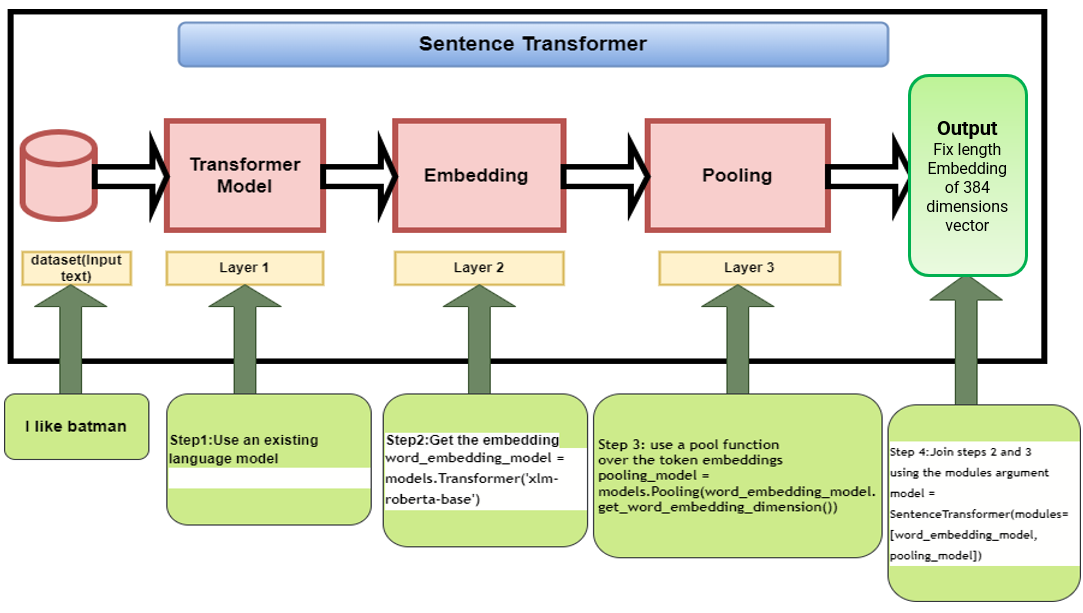 Sentence Transformer
Transformer
Model
Embedding
Pooling
Output
Fix length
Embedding
of 384
dimensions
vector
dataset(Input
text)
Layer 1
Layer 2
Layer 3
I like batman
Step1:Use an existing
language model
Step2:Get the embedding
word_embedding_model =
models.Transformer('xlm-
roberta-base')
Step 3: use a pool function
over the token embeddings
pooling_model =
models.Pooling(word_embedding_model.
get_word_embedding_dimension())
Step 4:Join steps 2 and 3
using the modules argument
model =
SentenceTransformer(modules=
[word_embedding_model,
pooling_model])